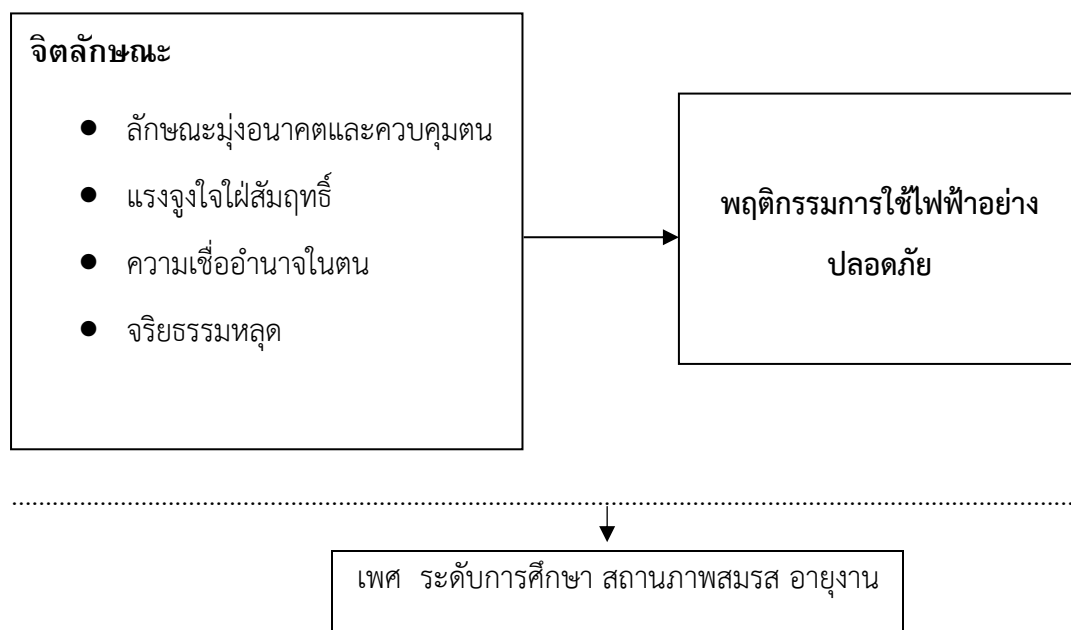 จิตลักษณะ
● ลักษณะมุ่งอนาคตและควบคุมตน
● แรงจูงใจใฝ่สัมฤทธิ์
● ความเชื่ออำนาจในตน
● จริยธรรมหลุด
พฤติกรรมการใช้ไฟฟ้าอย่าง
ปลอดภัย
เพศ ระดับการศึกษา สถานภาพสมรส อายุงาน